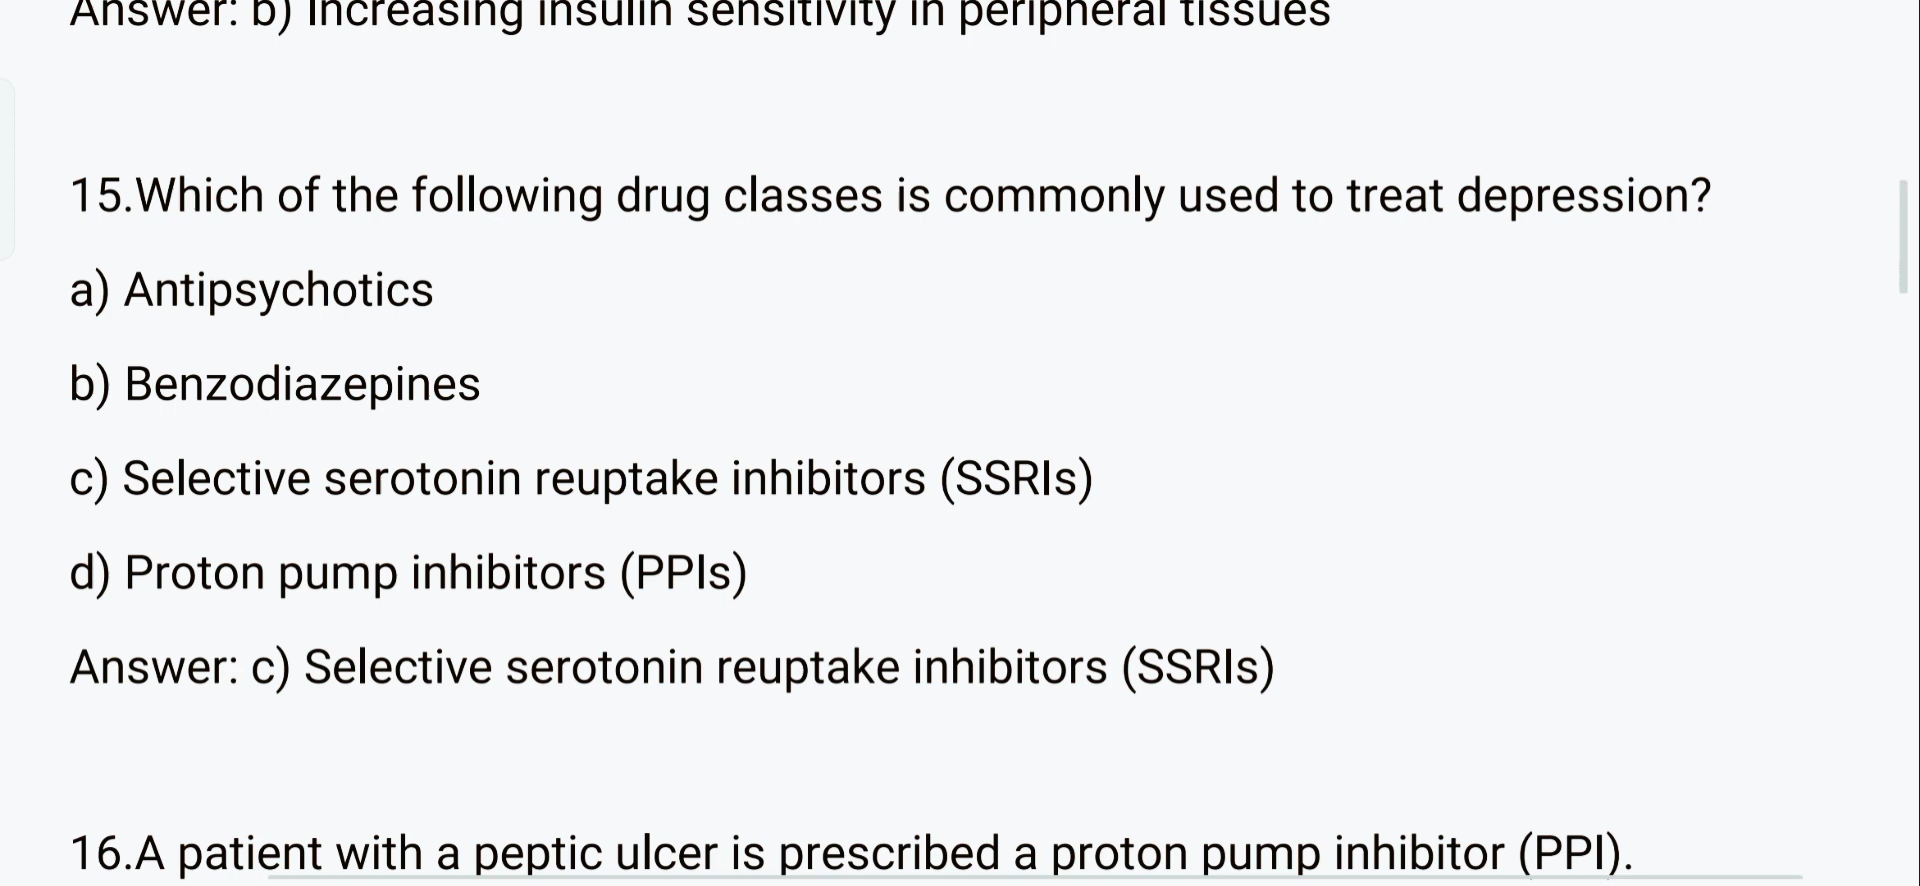 Answer: b) Increasing insulin sensitivity in peripheral tissues
15.Which of the following drug classes is commonly used to treat depression?
a) Antipsychotics
b) Benzodiazepines
c) Selective serotonin reuptake inhibitors (SSRIs)
d) Proton pump inhibitors (PPIs)
Answer: c) Selective serotonin reuptake inhibitors (SSRIs)
16.A patient with a peptic ulcer is prescribed a proton pump inhibitor (PPI).